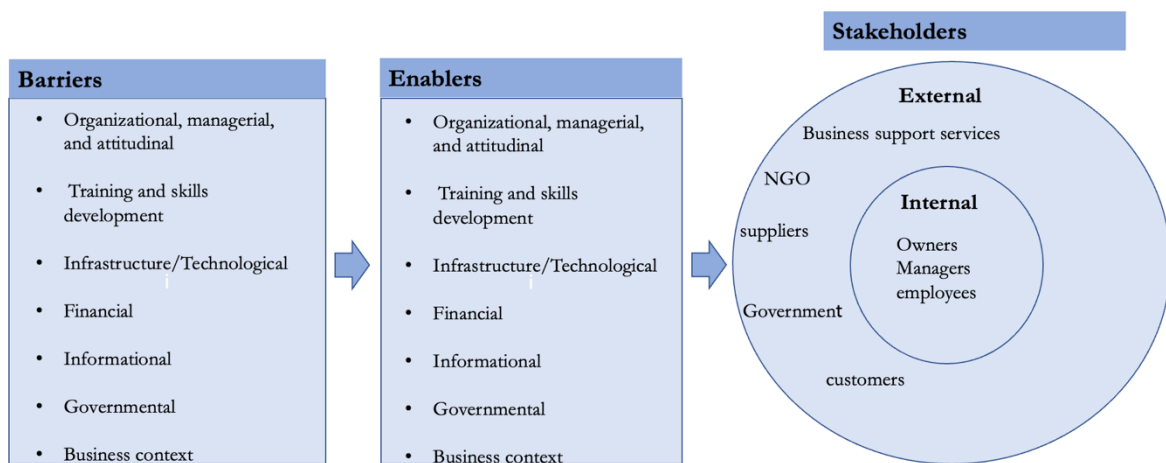 Barriers
• Organizational, managerial,
and attitudinal
• Training and skills
development
• Infrastructure/Technological
• Financial
• Informational
• Governmental
• Business context
Enablers
• Organizational, managerial,
and attitudinal
• Training and skills
development
• Infrastructure/Technological
• Financial
• Informational
• Governmental
• Business context
Stakeholders
External
Business support services
NGO
suppliers
Government
customers
Internal
Owners
Managers
employees